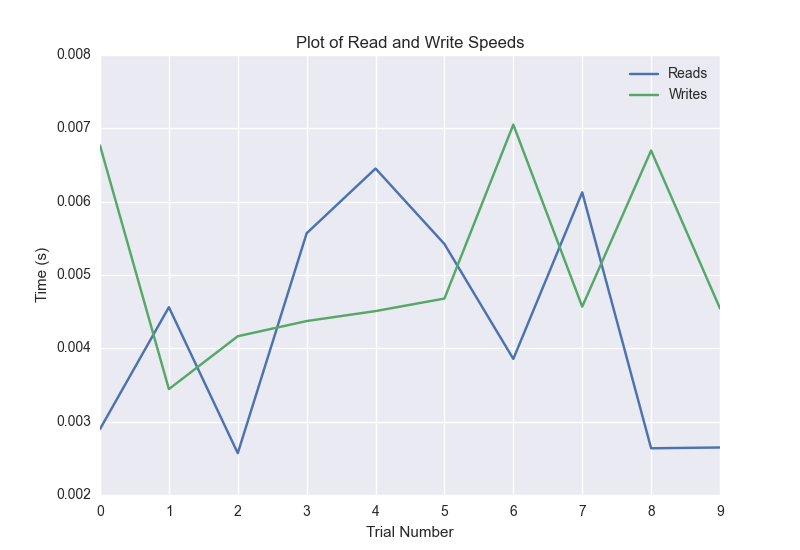 Plot of Read and Write Speeds
0.008
0.007
0.006
0.005
0.004
0.003
0.002
Time (s)
Reads
Writes
0 1 2 3 4 5 6 7 8 9
Trial Number